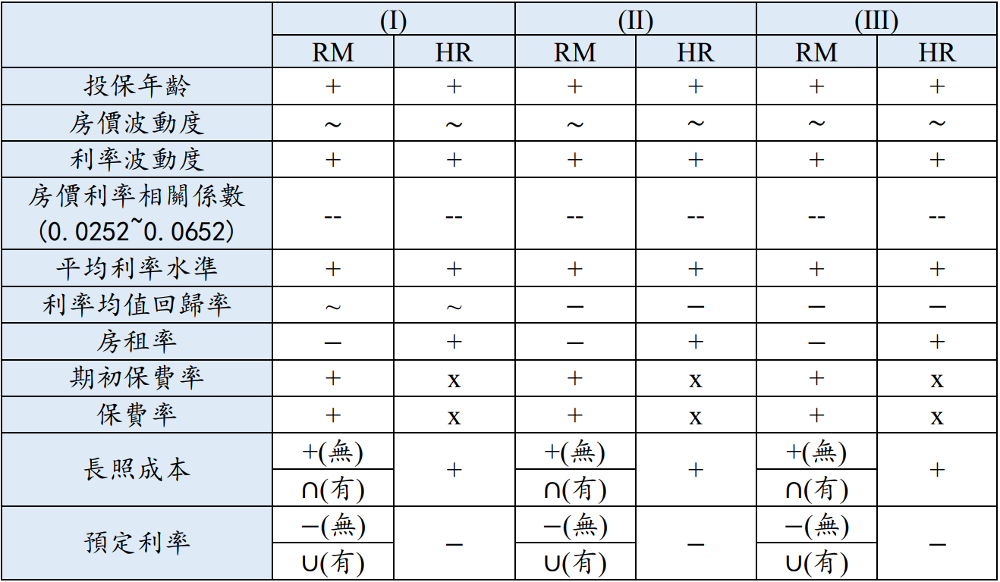 (I) (II) (III)
RM HR RM HR RM HR
投保年齡 + + + + + +
房價波動度 ~ ~ ~ ~ ~ ~
利率波動度 + + + + + +
房價利率相關係數
(0.0252~0.0652) -- -- -- -- -- --
平均利率水準 + + + + + +
利率均值回歸率 ~ ~ − − − −
房租率 − + − + − +
期初保費率 + x + x + x
保費率 + x + x + x
長照成本 +(無) + +(無) + +(無) +
∩(有) ∩(有) ∩(有)
預定利率 −(無) − −(無) − −(無) −
∪(有) ∪(有) ∪(有)